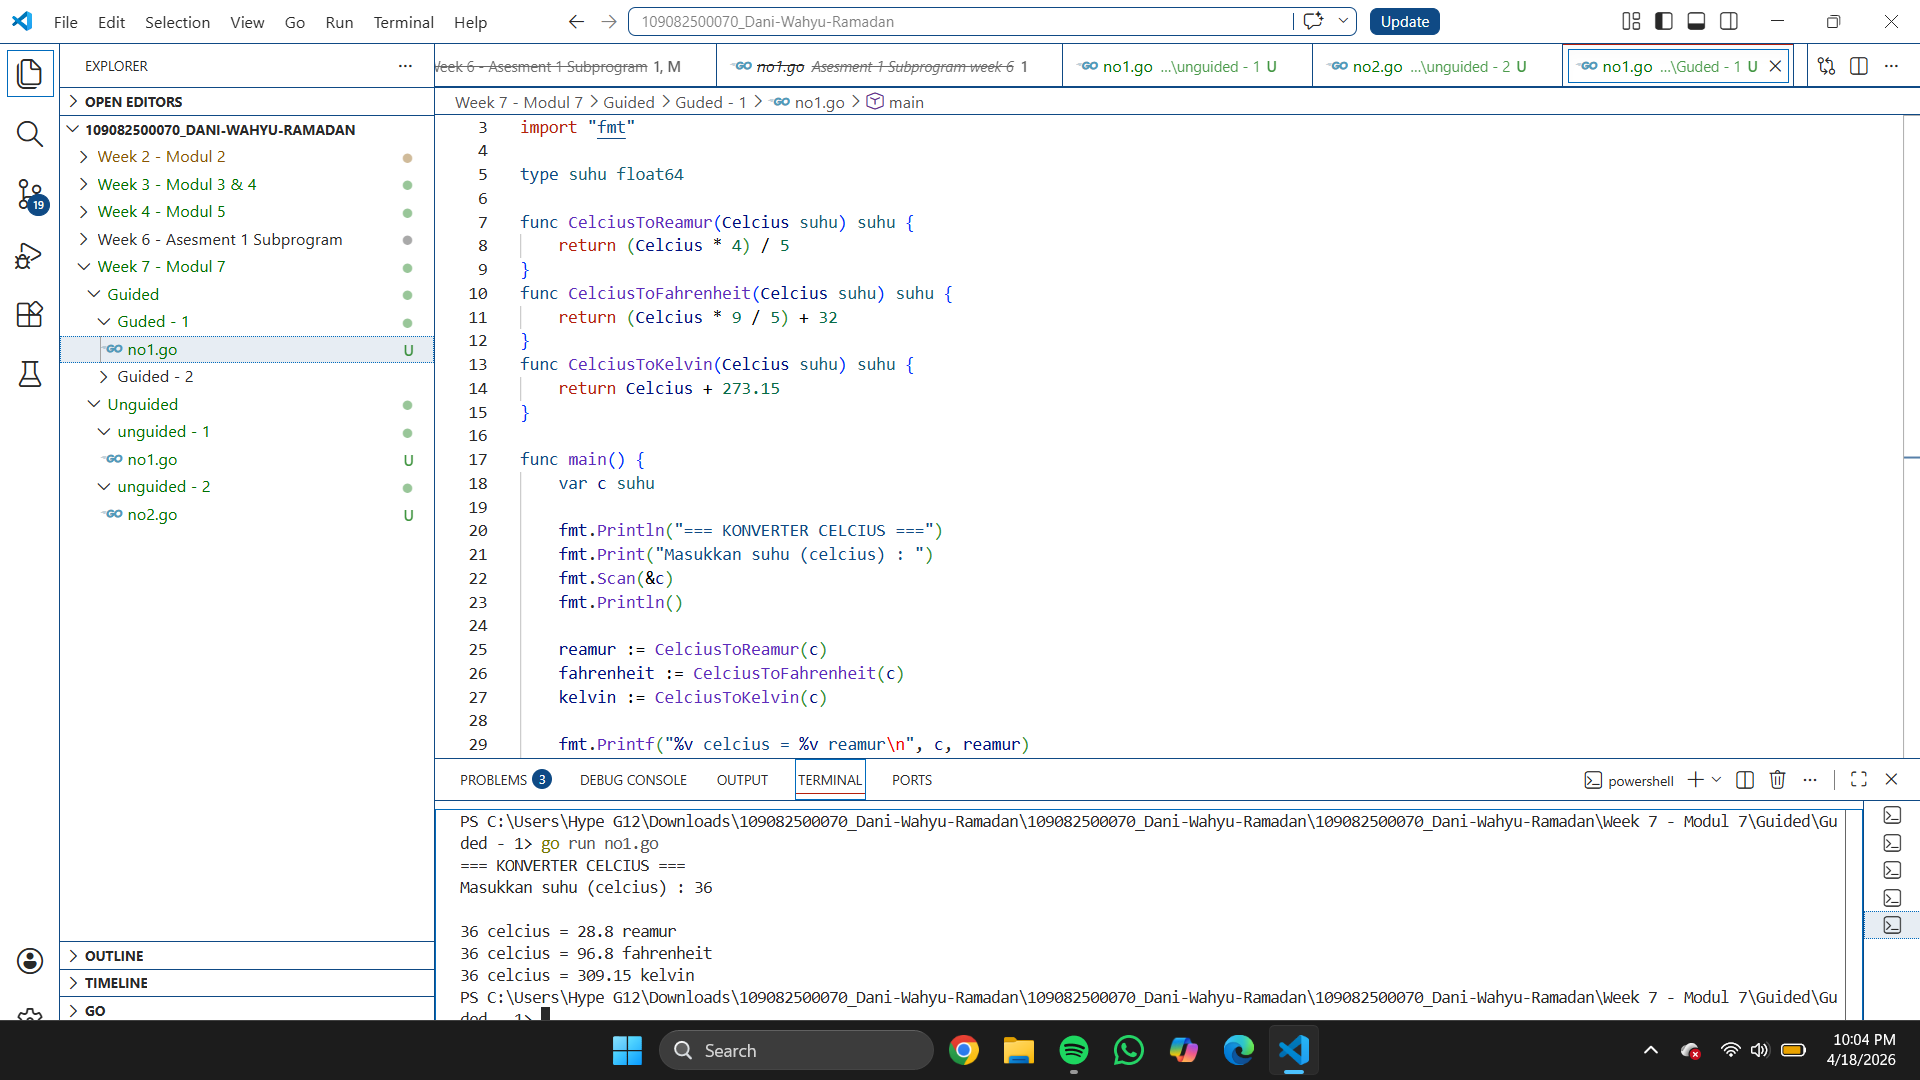 File Edit Selection View Go Run Terminal Help
109082500070_Dani-Wahyu-Ramadan
Update
EXPLORER
Week 6 - Asesment 1 Subprogram 1, M
no1.go Asesment 1 Subprogram week 6 1
no1.go ...\unguided - 1 U
no2.go ...\unguided - 2 U
no1.go ...\Guded - 1 U
OPEN EDITORS
109082500070_DANI-WAHYU-RAMADAN
Week 2 - Modul 2
Week 3 - Modul 3 & 4
Week 4 - Modul 5
Week 6 - Asesment 1 Subprogram
Week 7 - Modul 7
Guided
Guded - 1
no1.go U
Guided - 2
Unguided
unguided - 1
no1.go U
unguided - 2
no2.go U
19
OUTLINE
TIMELINE
GO
Week 7 - Modul 7 > Guided > Guded - 1 > no1.go > main
3 import "fmt"
4
5 type suhu float64
6
7 func CelciusToReamur(Celcius suhu) suhu {
8 return (Celcius * 4) / 5
9 }
10 func CelciusToFahrenheit(Celcius suhu) suhu {
11 return (Celcius * 9 / 5) + 32
12 }
13 func CelciusToKelvin(Celcius suhu) suhu {
14 return Celcius + 273.15
15 }
16
17 func main() {
18 var c suhu
19
20 fmt.Println("=== KONVERTER CELCIUS ===")
21 fmt.Print("Masukkan suhu (celcius) : ")
22 fmt.Scan(&c)
23 fmt.Println()
24
25 reamur := CelciusToReamur(c)
26 fahrenheit := CelciusToFahrenheit(c)
27 kelvin := CelciusToKelvin(c)
28
29 fmt.Printf("%v celcius = %v reamur\n", c, reamur)
PROBLEMS 3 DEBUG CONSOLE OUTPUT TERMINAL PORTS
powershell
PS C:\Users\Hype G12\Downloads\109082500070_Dani-Wahyu-Ramadan\109082500070_Dani-Wahyu-Ramadan\109082500070_Dani-Wahyu-Ramadan\Week 7 - Modul 7\Guided\Gu
ded - 1> go run no1.go
=== KONVERTER CELCIUS ===
Masukkan suhu (celcius) : 36
36 celcius = 28.8 reamur
36 celcius = 96.8 fahrenheit
36 celcius = 309.15 kelvin
PS C:\Users\Hype G12\Downloads\109082500070_Dani-Wahyu-Ramadan\109082500070_Dani-Wahyu-Ramadan\109082500070_Dani-Wahyu-Ramadan\Week 7 - Modul 7\Guided\Gu
ded - 1>
Search
10:04 PM
4/18/2026